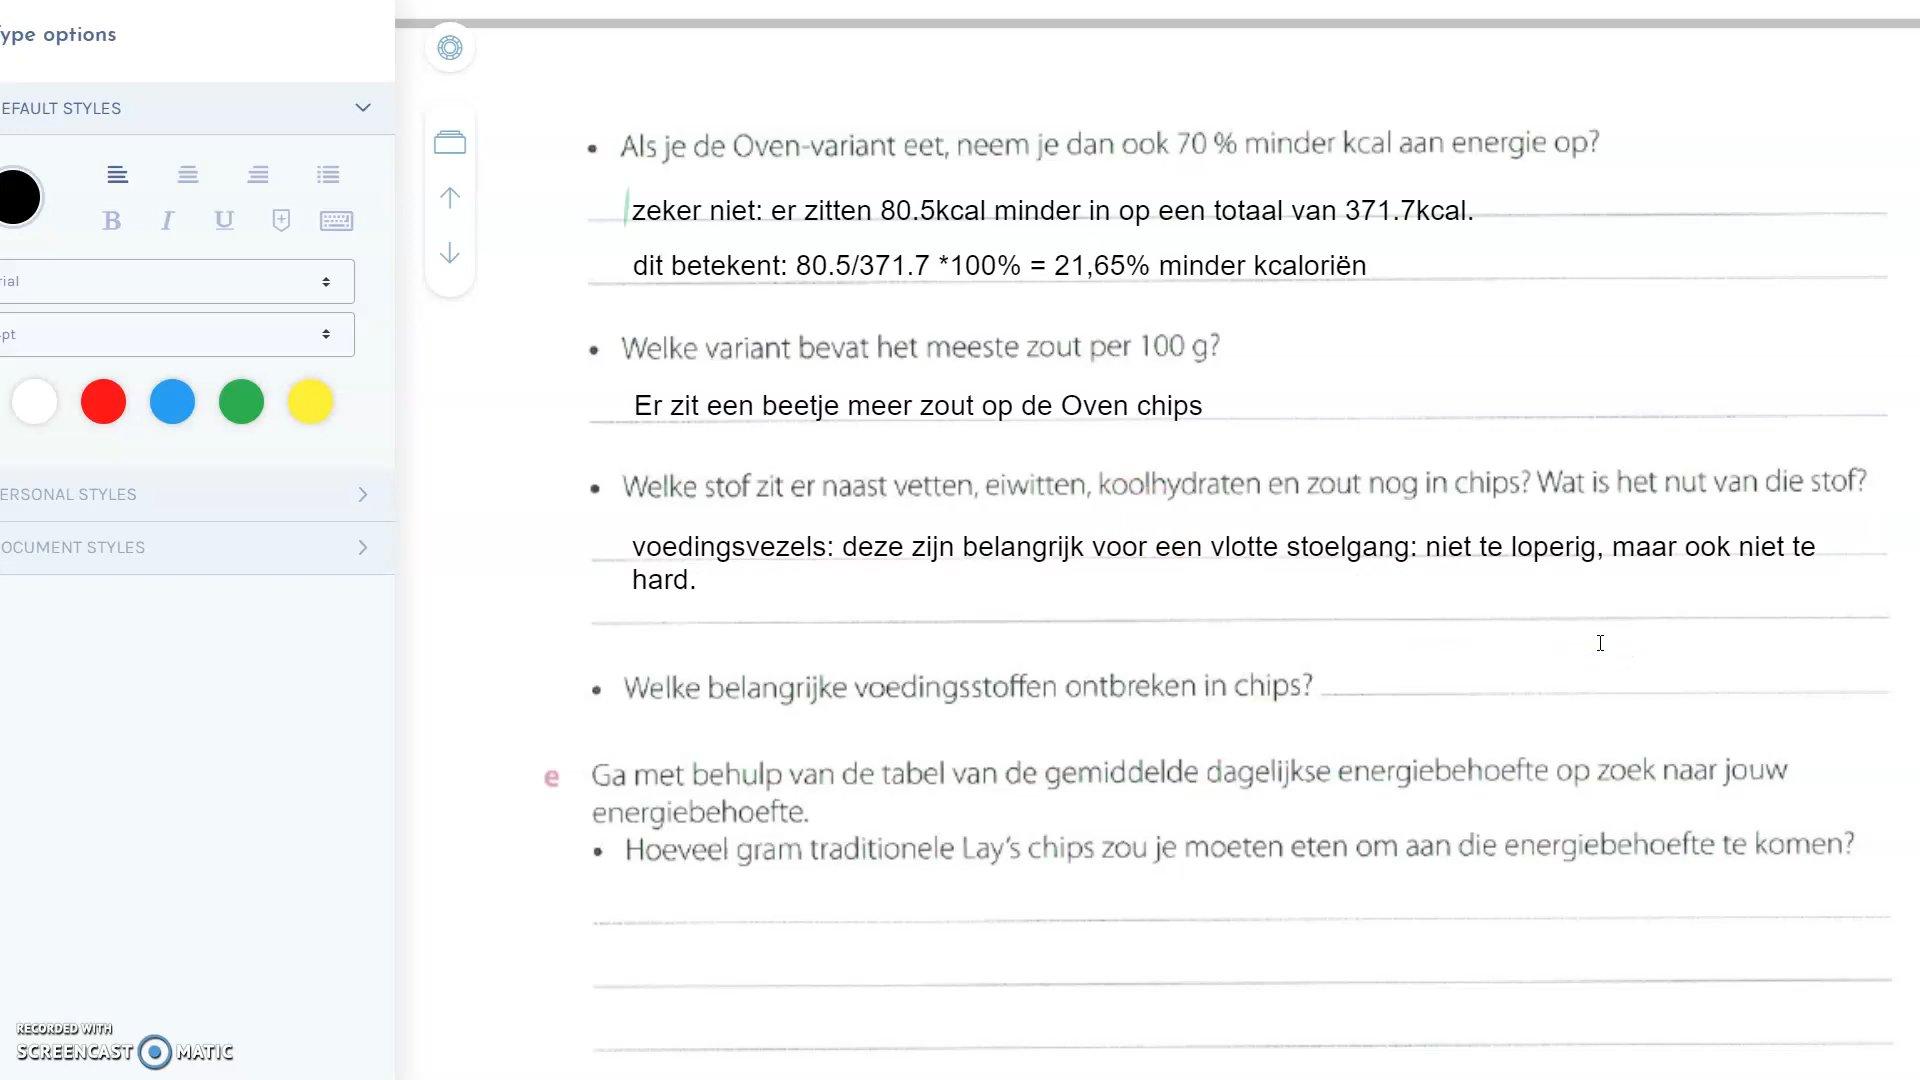 ype options
EFAULT STYLES
B I U
rial
pt
ERSONAL STYLES
OCUMENT STYLES
• Als je de Oven-variant eet, neem je dan ook 70 % minder kcal aan energie op?
zeker niet: er zitten 80.5kcal minder in op een totaal van 371.7kcal.
dit betekent: 80.5/371.7 *100% = 21,65% minder kcaloriën
• Welke variant bevat het meeste zout per 100 g?
Er zit een beetje meer zout op de Oven chips
• Welke stof zit er naast vetten, eiwitten, koolhydraten en zout nog in chips? Wat is het nut van die stof?
voedingsvezels: deze zijn belangrijk voor een vlotte stoelgang: niet te loperig, maar ook niet te
hard.
• Welke belangrijke voedingsstoffen ontbreken in chips?
e Ga met behulp van de tabel van de gemiddelde dagelijkse energiebehoefte op zoek naar jouw
energiebehoefte.
• Hoeveel gram traditionele Lay's chips zou je moeten eten om aan die energiebehoefte te komen?
RECORDED WITH
SCREENCAST MATIC